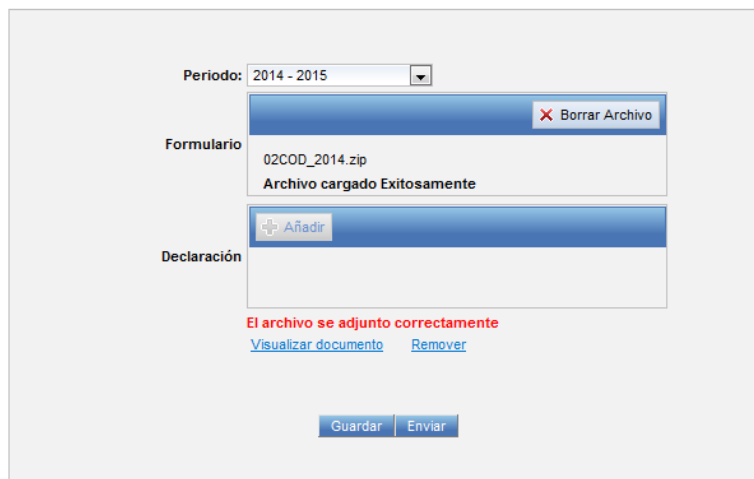 Periodo: 2014 - 2015
Borrar Archivo
Formulario
02COD_2014.zip
Archivo cargado Exitosamente
Añadir
Declaración
El archivo se adjunto correctamente
Visualizar documento Remover
Guardar Enviar